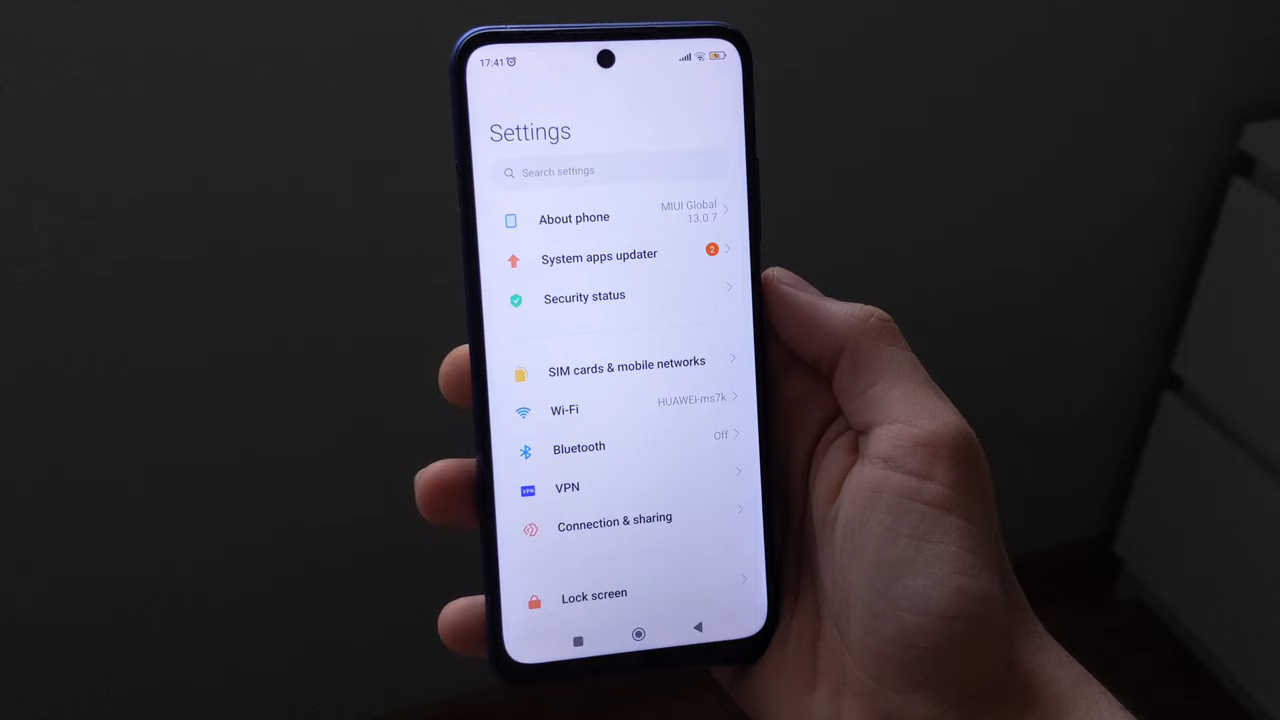 17:41
Settings
Search settings
About phone
MIUI Global
13.0.7
System apps updater
2
Security status
SIM cards & mobile networks
Wi-Fi
HUAWEI-ms7k
Bluetooth
Off
VPN
VPN
Connection & sharing
Lock screen